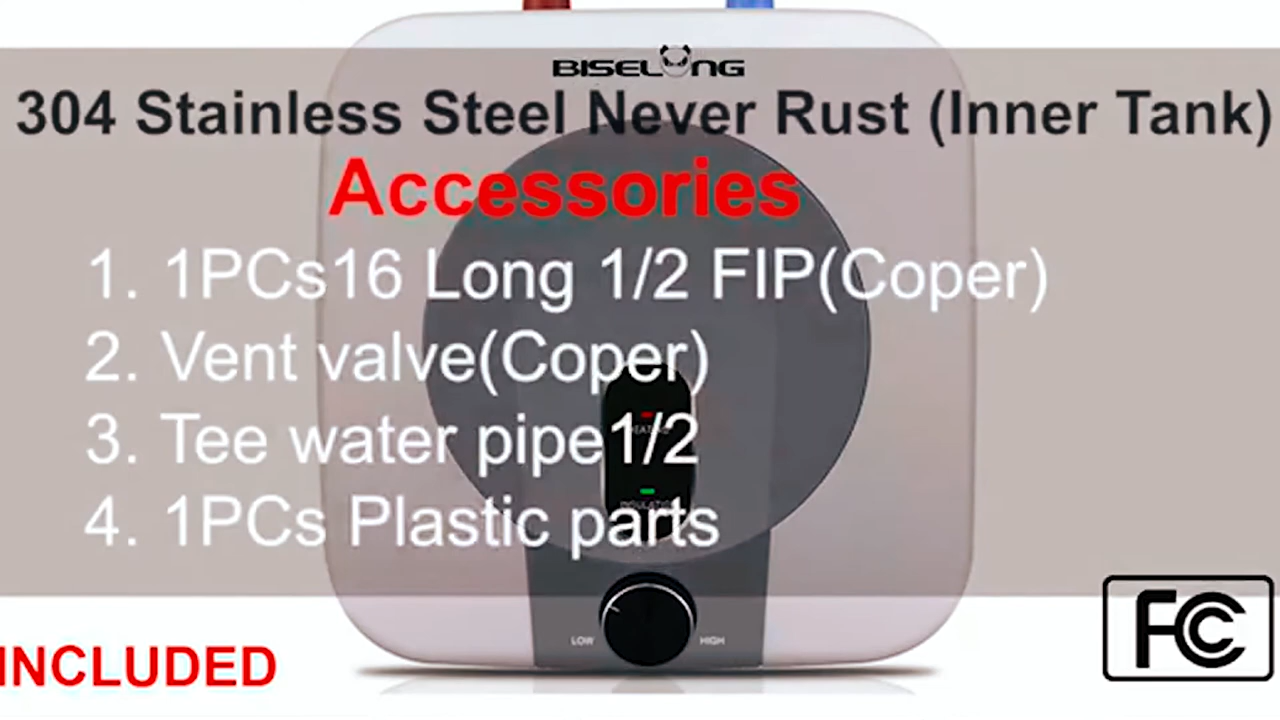 BISELONG
304 Stainless Steel Never Rust (Inner Tank)
Accessories
1. 1PCs16 Long 1/2 FIP(Coper)
2. Vent valve(Coper)
3. Tee water pipe1/2
4. 1PCs Plastic parts
LOW
HIGH
INCLUDED
FC